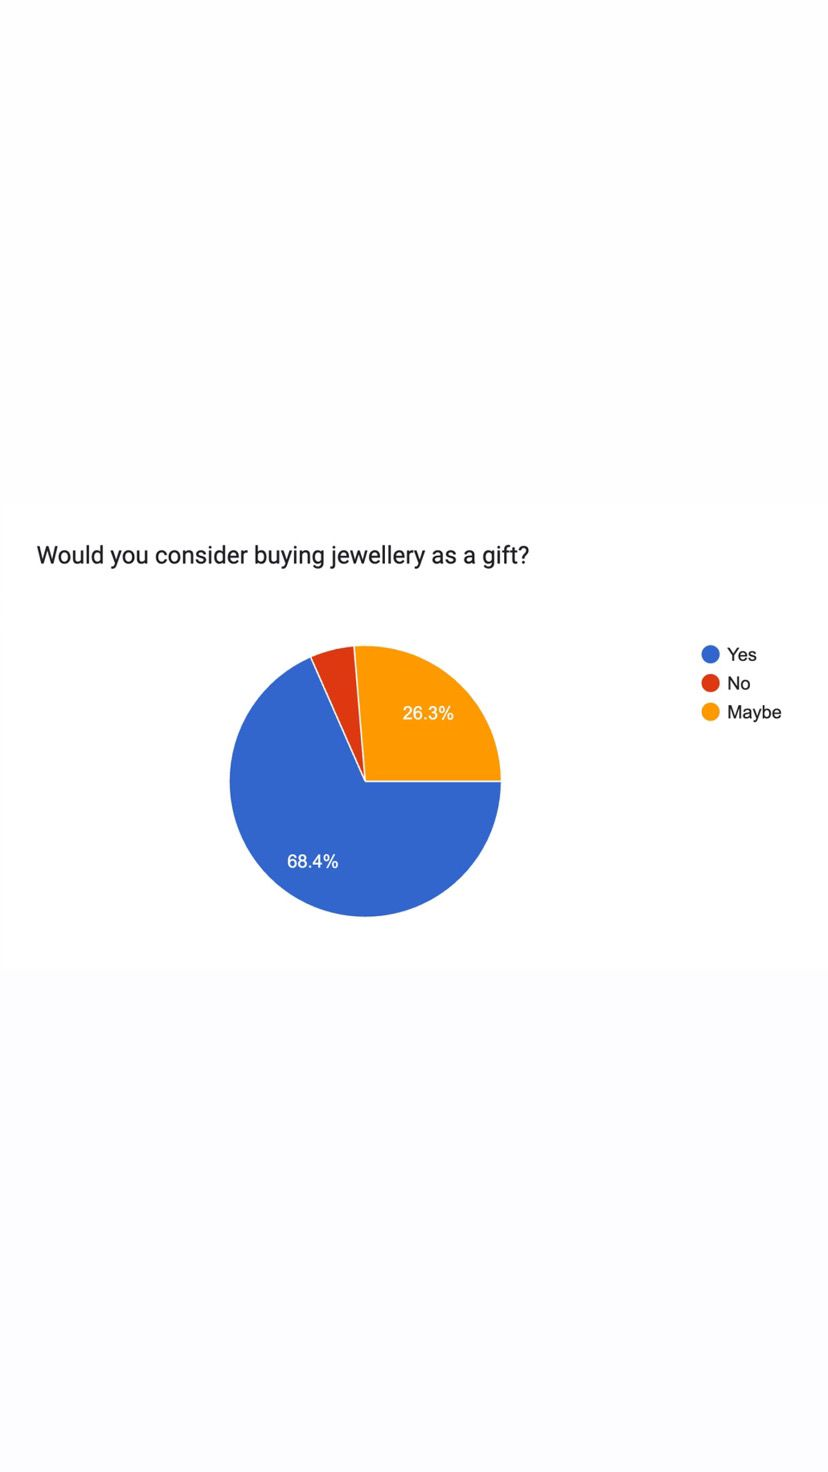 Would you consider buying jewellery as a gift?
Yes
No
Maybe
26.3%
68.4%